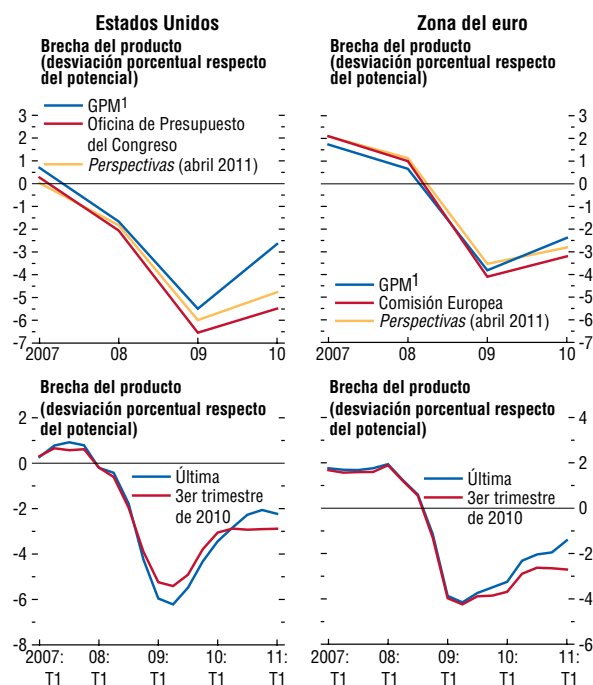 Estados Unidos
Brecha del producto
(desviación porcentual respecto
del potencial)
GPM1
Oficina de Presupuesto
del Congreso
Perspectivas (abril 2011)
3
2
1
0
-1
-2
-3
-4
-5
-6
-7
2007 08 09 10
Zona del euro
Brecha del producto
(desviación porcentual respecto
del potencial)
3
2
1
0
-1
-2
-3
-4
-5
-6
-7
GPM1
Comisión Europea
Perspectivas (abril 2011)
2007 08 09 10
Brecha del producto
(desviación porcentual respecto
del potencial)
2
0
-2
-4
-6
-8
Última
3er trimestre
de 2010
2007: 08: 09: 10: 11:
T1 T1 T1 T1 T1
Brecha del producto
(desviación porcentual respecto
del potencial)
4
2
0
-2
-4
-6
Última
3er trimestre
de 2010
2007: 08: 09: 10: 11:
T1 T1 T1 T1 T1